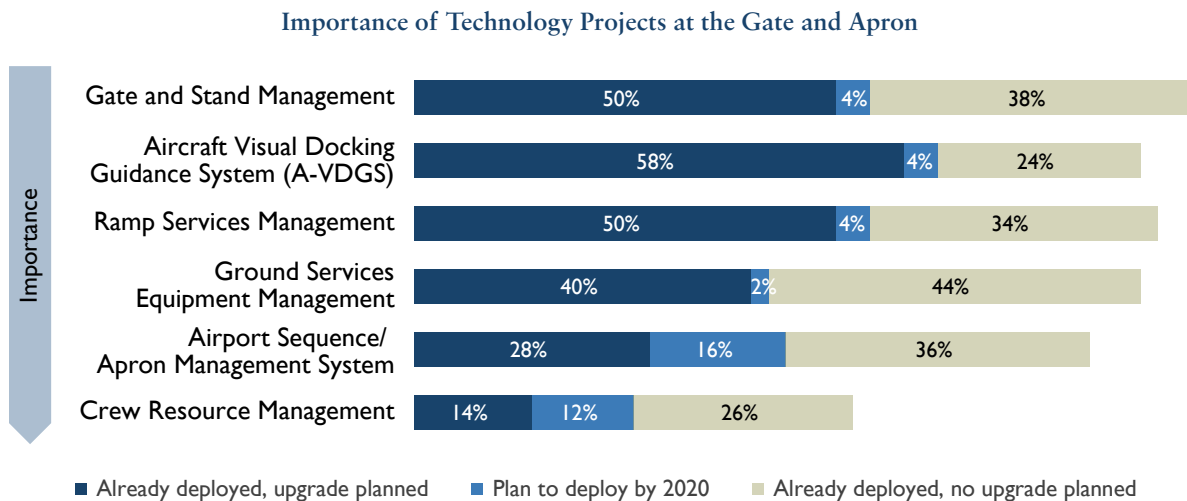 Importance of Technology Projects at the Gate and Apron
Importance
Gate and Stand Management
50% 4% 38%
Aircraft Visual Docking
Guidance System (A-VDGS)
58% 4% 24%
Ramp Services Management
50% 4% 34%
Ground Services
Equipment Management
40% 2% 44%
Airport Sequence/
Apron Management System
28% 16% 36%
Crew Resource Management
14% 12% 26%
Already deployed, upgrade planned
Plan to deploy by 2020
Already deployed, no upgrade planned